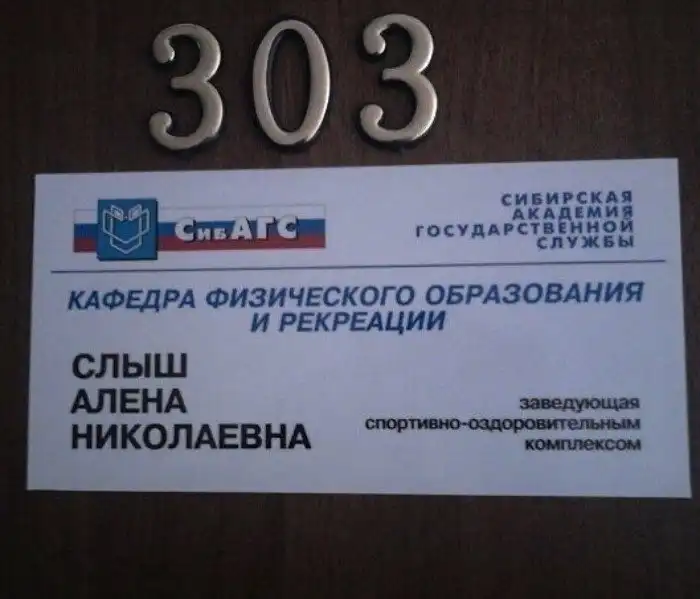 303
СибАГС
СИБИРСКАЯ
АКАДЕМИЯ
ГОСУДАРСТВЕННОЙ
СЛУЖБЫ
КАФЕДРА ФИЗИЧЕСКОГО ОБРАЗОВАНИЯ
И РЕКРЕАЦИИ
СЛЫШ
АЛЕНА
НИКОЛАЕВНА
заведующая
спортивно-оздоровительным
комплексом